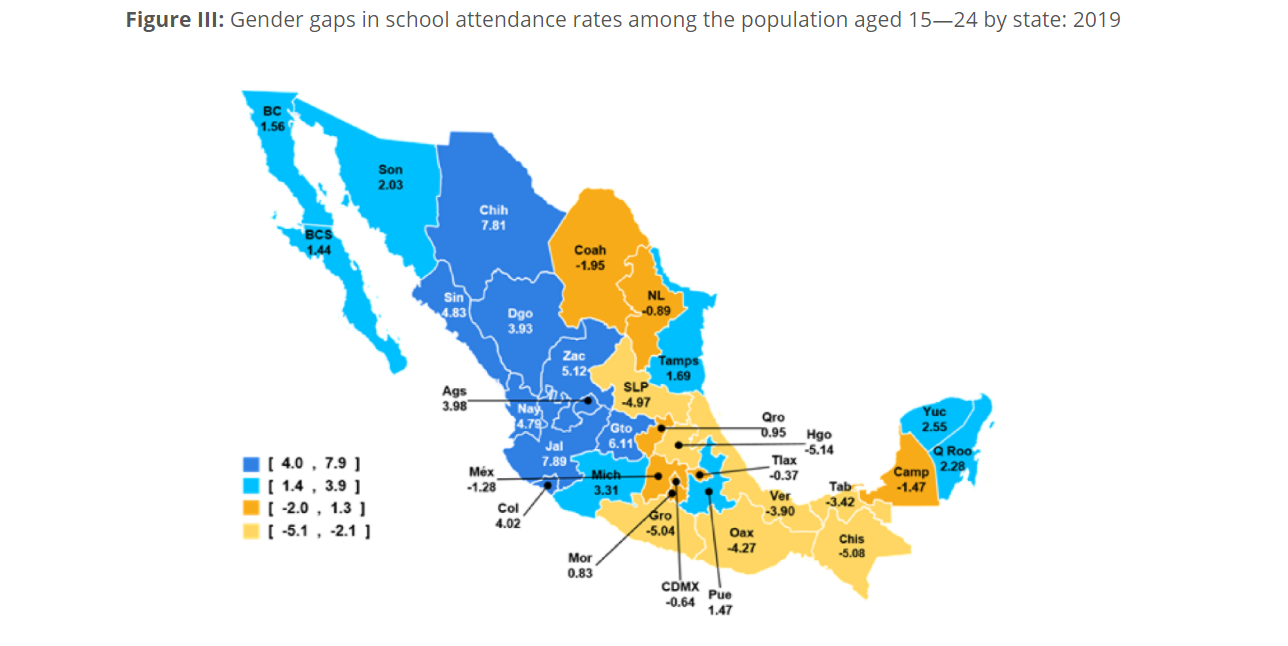 Figure III: Gender gaps in school attendance rates among the population aged 15—24 by state: 2019
BC
1.56
Son
2.03
Chih
7.81
BCS
1.44
Coah
-1.95
Sin
4.83
Dgo
3.93
NL
-0.89
Zac
5.12
Tamps
1.69
SLP
-4.97
Ags
3.98
Nay
4.79
Gto
6.11
Jal
7.89
Qro
0.95
Hgo
-5.14
Tlax
-0.37
Yuc
2.55
Q Roo
2.28
Camp
-1.47
Méx
-1.28
Mich
3.31
Col
4.02
Tab
-3.42
Ver
-3.90
Gro
-5.04
Oax
-4.27
Chis
-5.08
Mor
0.83
CDMX
-0.64
Pue
1.47
[ 4.0 , 7.9 ]
[ 1.4 , 3.9 ]
[ -2.0 , 1.3 ]
[ -5.1 , -2.1 ]